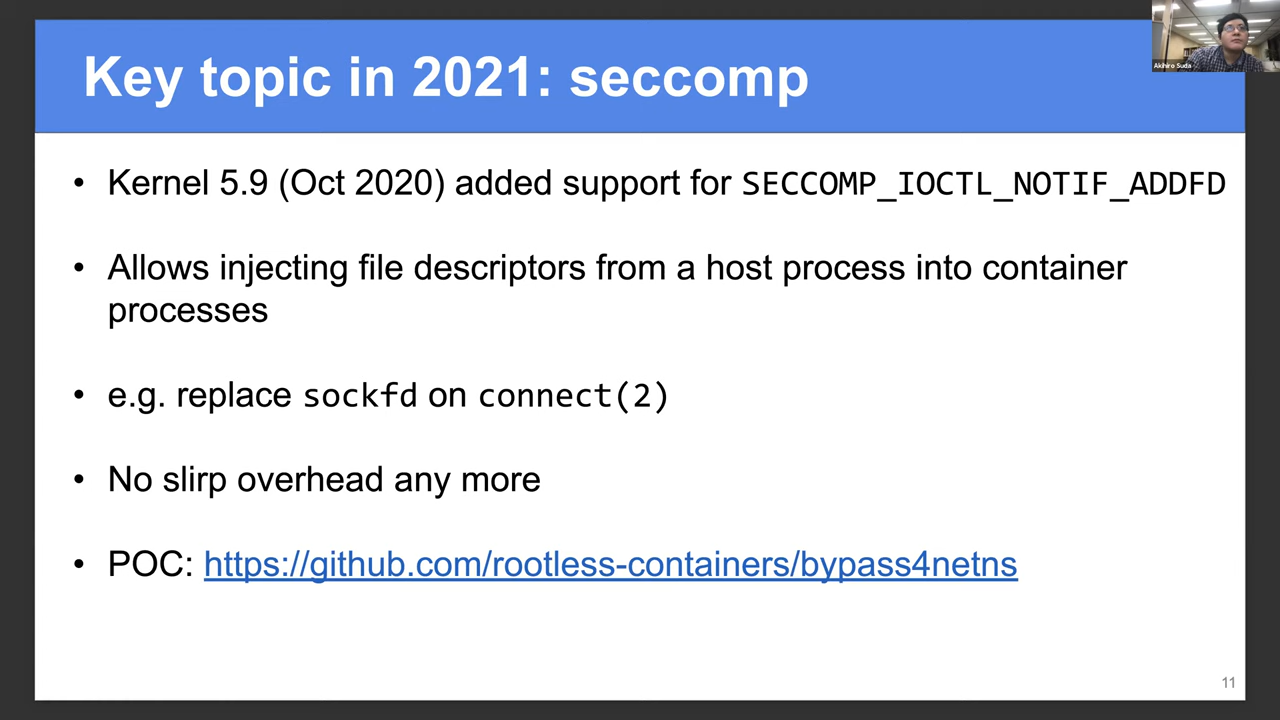 Key topic in 2021: seccomp
Akihiro Suda
• Kernel 5.9 (Oct 2020) added support for SECCOMP_IOCTL_NOTIF_ADDFD
• Allows injecting file descriptors from a host process into container
processes
• e.g. replace sockfd on connect(2)
• No slirp overhead any more
• POC: https://github.com/rootless-containers/bypass4netns
11